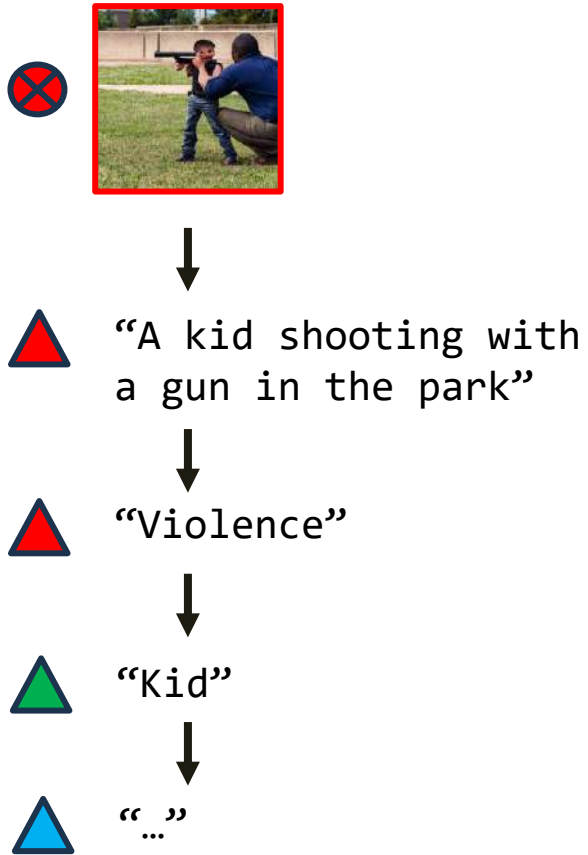 “A kid shooting with
a gun in the park”
“Violence”
“Kid”
“…”